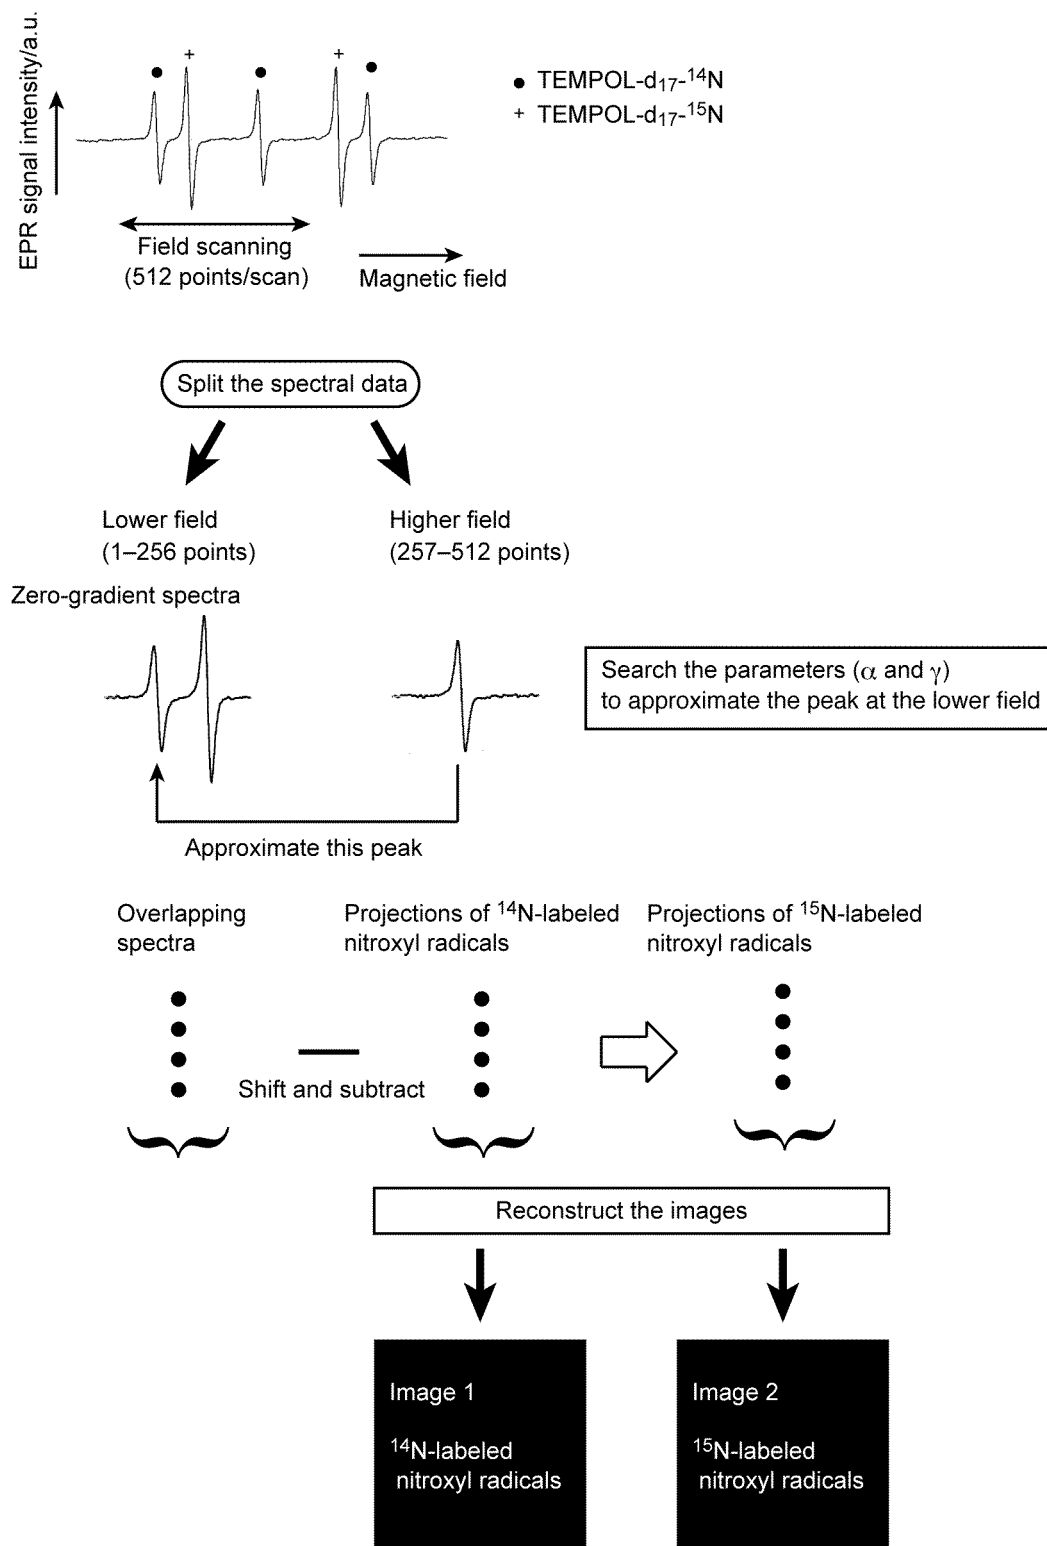 EPR signal intensity/a.u.
+ +
● TEMPOL-d₁₇-¹⁴N
+ TEMPOL-d₁₇-¹⁵N
Field scanning
(512 points/scan)
Magnetic field
Split the spectral data
Lower field
(1–256 points)
Higher field
(257–512 points)
Zero-gradient spectra
Search the parameters (α and γ)
to approximate the peak at the lower field
Approximate this peak
Overlapping
spectra
Projections of ¹⁴N-labeled
nitroxyl radicals
Projections of ¹⁵N-labeled
nitroxyl radicals
Shift and subtract
Reconstruct the images
Image 1
¹⁴N-labeled
nitroxyl radicals
Image 2
¹⁵N-labeled
nitroxyl radicals